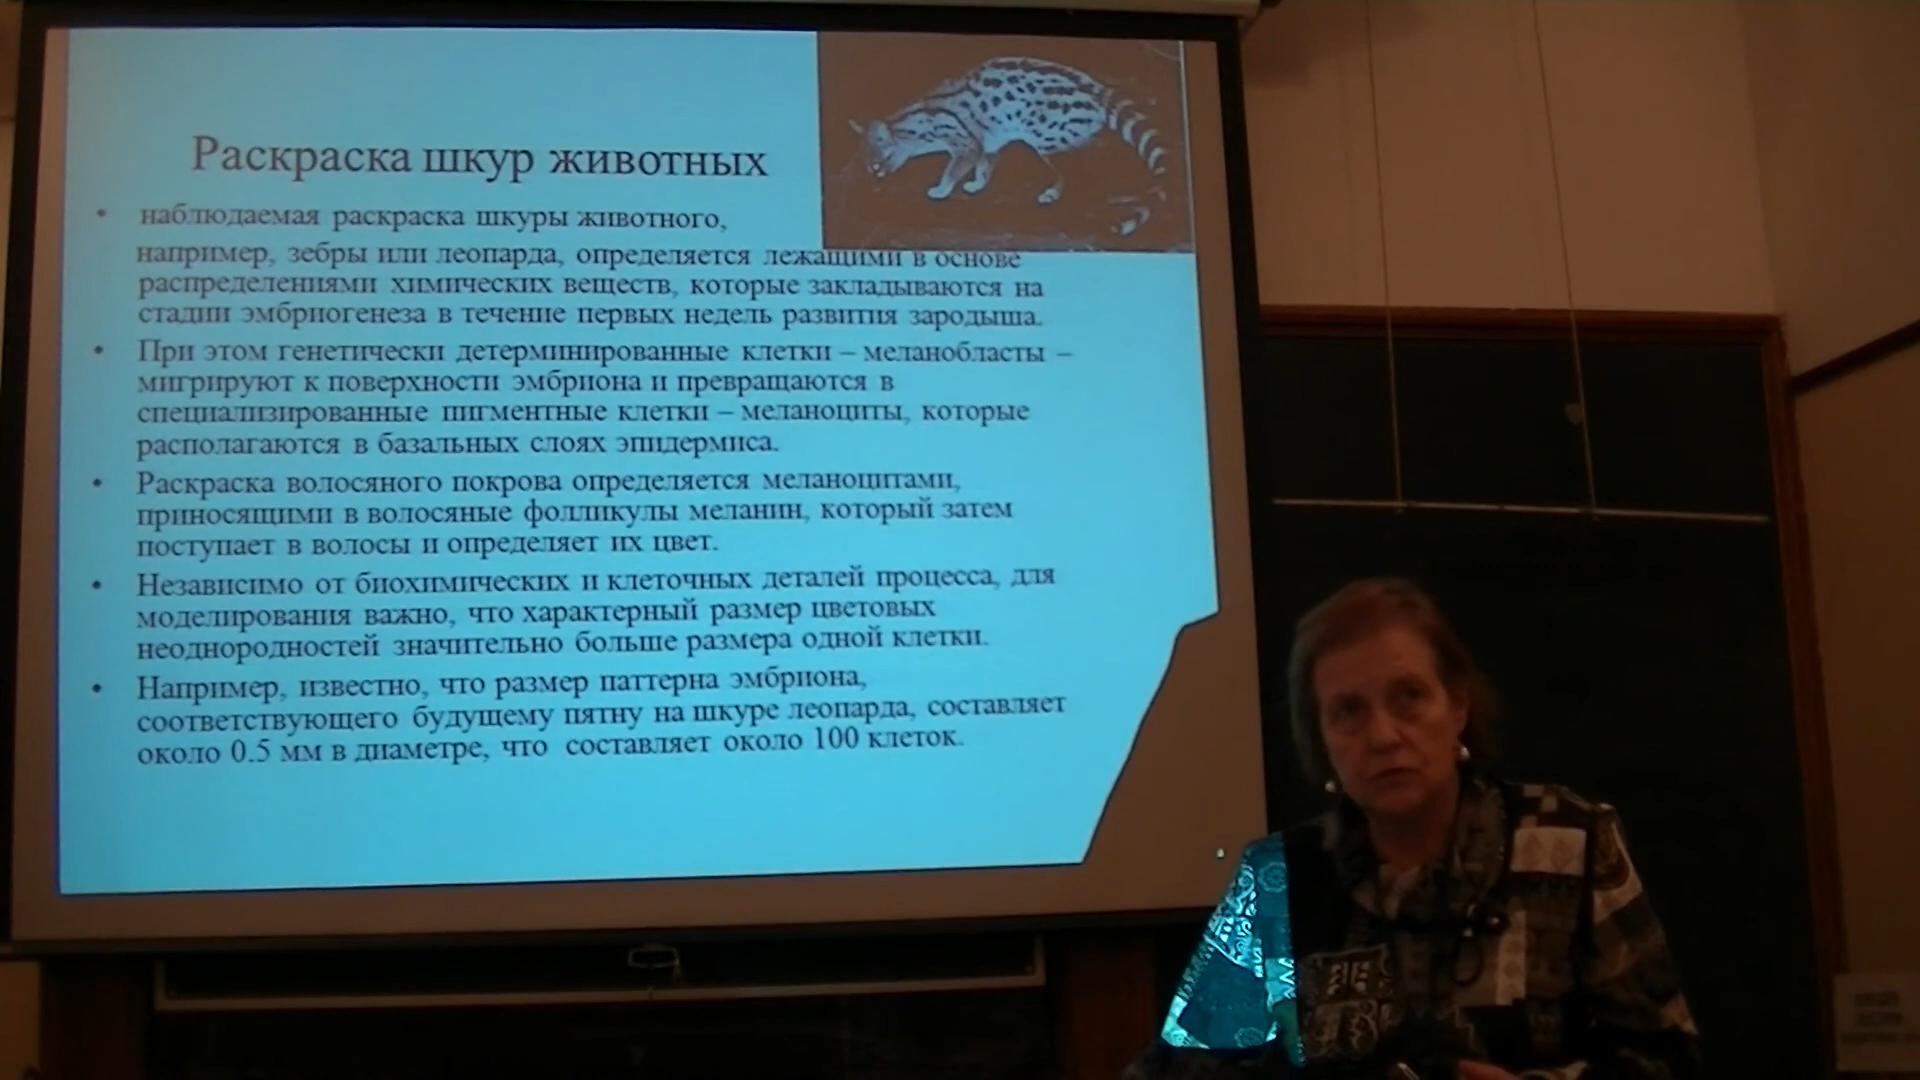 Раскраска шкур животных
• наблюдаемая раскраска шкуры животного,
например, зебры или леопарда, определяется лежащими в основе
распределениями химических веществ, которые закладываются на
стадии эмбриогенеза в течение первых недель развития зародыша.
• При этом генетически детерминированные клетки – меланобласты –
мигрируют к поверхности эмбриона и превращаются в
специализированные пигментные клетки – меланоциты, которые
располагаются в базальных слоях эпидермиса.
• Раскраска волосяного покрова определяется меланоцитами,
приносящими в волосяные фолликулы меланин, который затем
поступает в волосы и определяет их цвет.
• Независимо от биохимических и клеточных деталей процесса, для
моделирования важно, что характерный размер цветовых
неоднородностей значительно больше размера одной клетки.
• Например, известно, что размер паттерна эмбриона,
соответствующего будущему пятну на шкуре леопарда, составляет
около 0.5 мм в диаметре, что составляет около 100 клеток.